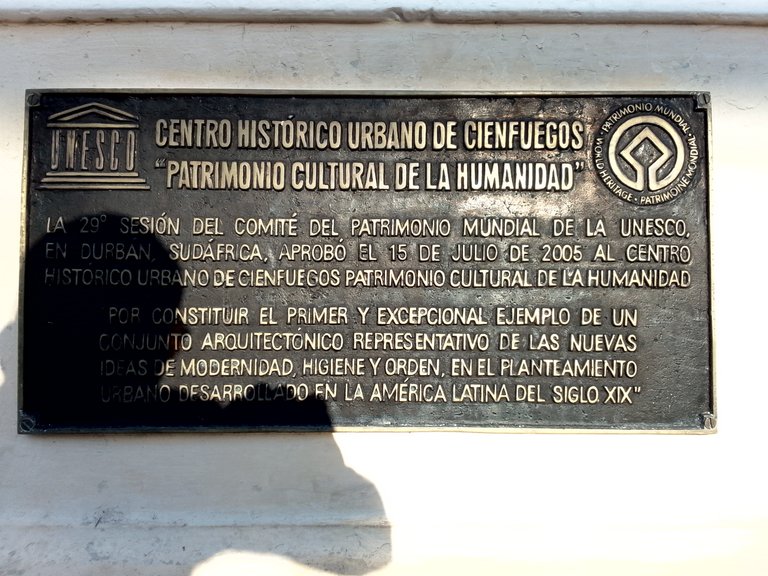 UNESCO
CENTRO HISTÓRICO URBANO DE CIENFUEGOS
"PATRIMONIO CULTURAL DE LA HUMANIDAD"
PATRIMONIO MUNDIAL • WORLD HERITAGE • PATRIMOINE MONDIAL
LA 29° SESIÓN DEL COMITÉ DEL PATRIMONIO MUNDIAL DE LA UNESCO,
EN DURBAN, SUDÁFRICA, APROBÓ EL 15 DE JULIO DE 2005 AL CENTRO
HISTÓRICO URBANO DE CIENFUEGOS PATRIMONIO CULTURAL DE LA HUMANIDAD
"POR CONSTITUIR EL PRIMER Y EXCEPCIONAL EJEMPLO DE UN
CONJUNTO ARQUITECTÓNICO REPRESENTATIVO DE LAS NUEVAS
IDEAS DE MODERNIDAD, HIGIENE Y ORDEN, EN EL PLANTEAMIENTO
URBANO DESARROLLADO EN LA AMÉRICA LATINA DEL SIGLO XIX"